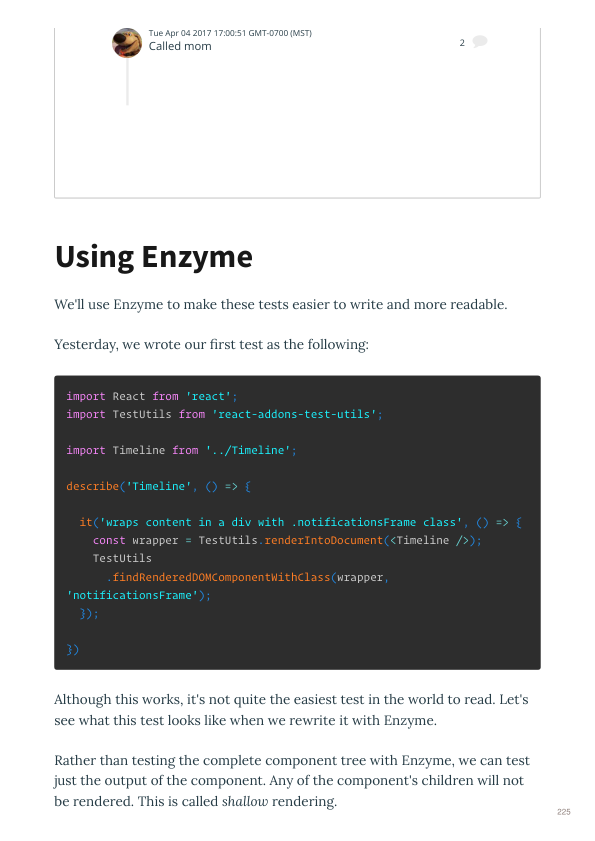 Tue Apr 04 2017 17:00:51 GMT-0700 (MST)
Called mom
2
Using Enzyme
We'll use Enzyme to make these tests easier to write and more readable.
Yesterday, we wrote our first test as the following:
import React from 'react';
import TestUtils from 'react-addons-test-utils';
import Timeline from '../Timeline';
describe('Timeline', () => {
it('wraps content in a div with .notificationsFrame class', () => {
const wrapper = TestUtils.renderIntoDocument(<Timeline />);
TestUtils
.findRenderedDOMComponentWithClass(wrapper,
'notificationsFrame');
});
})
Although this works, it's not quite the easiest test in the world to read. Let's
see what this test looks like when we rewrite it with Enzyme.
Rather than testing the complete component tree with Enzyme, we can test
just the output of the component. Any of the component's children will not
be rendered. This is called shallow rendering.
225